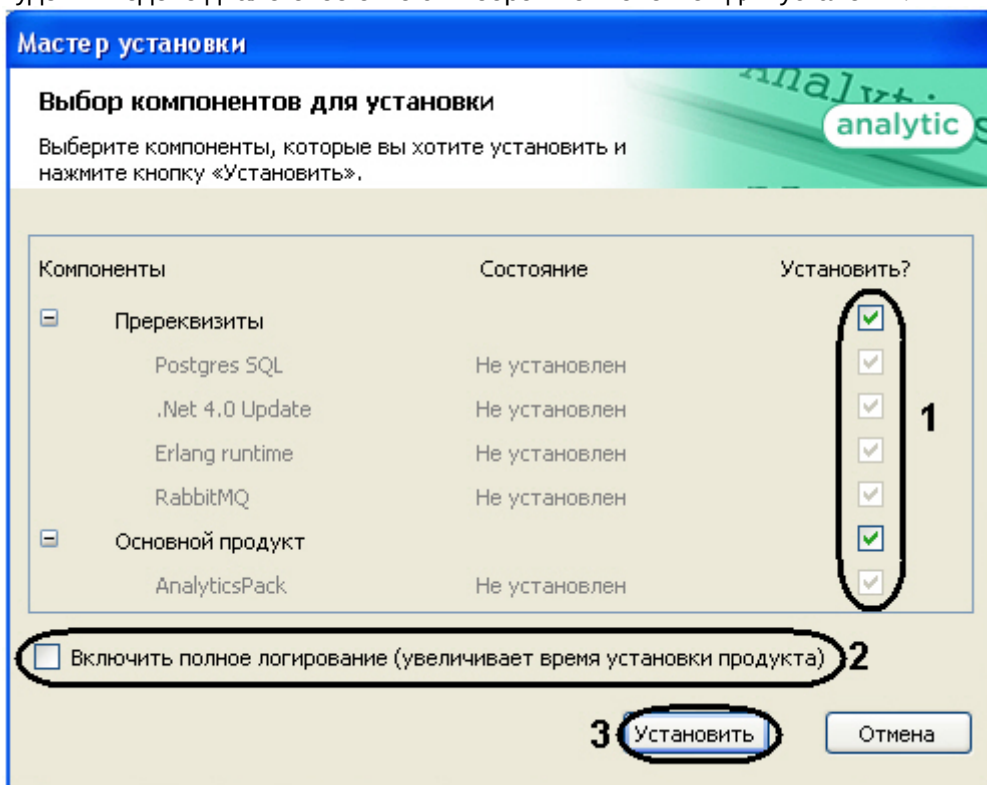 Мастер установки
Выбор компонентов для установки
Выберите компоненты, которые вы хотите установить и
нажмите кнопку «Установить».
analytic
Компоненты Состояние Установить?
Пререквизиты
Postgres SQL Не установлен
.Net 4.0 Update Не установлен
Erlang runtime Не установлен
RabbitMQ Не установлен
1
Основной продукт
AnalyticsPack Не установлен
Включить полное логирование (увеличивает время установки продукта) 2
3 Установить Отмена